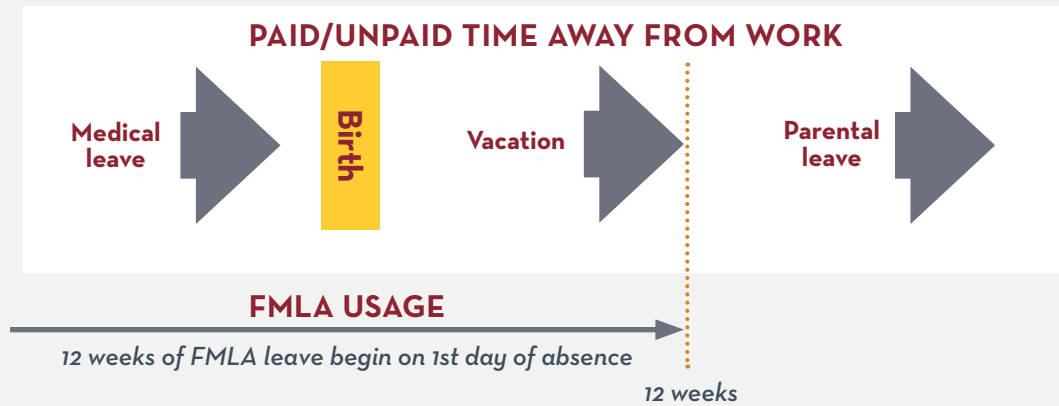 PAID/UNPAID TIME AWAY FROM WORK
Medical
leave
Birth
Vacation
Parental
leave
FMLA USAGE
12 weeks of FMLA leave begin on 1st day of absence
12 weeks